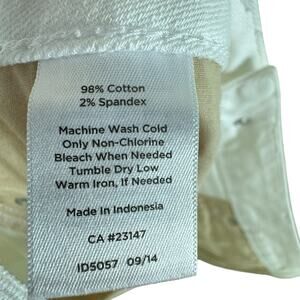 98% Cotton
2% Spandex
Machine Wash Cold
Only Non-Chlorine
Bleach When Needed
Tumble Dry Low
Warm Iron, If Needed
Made In Indonesia
CA #23147
ID5057 09/14